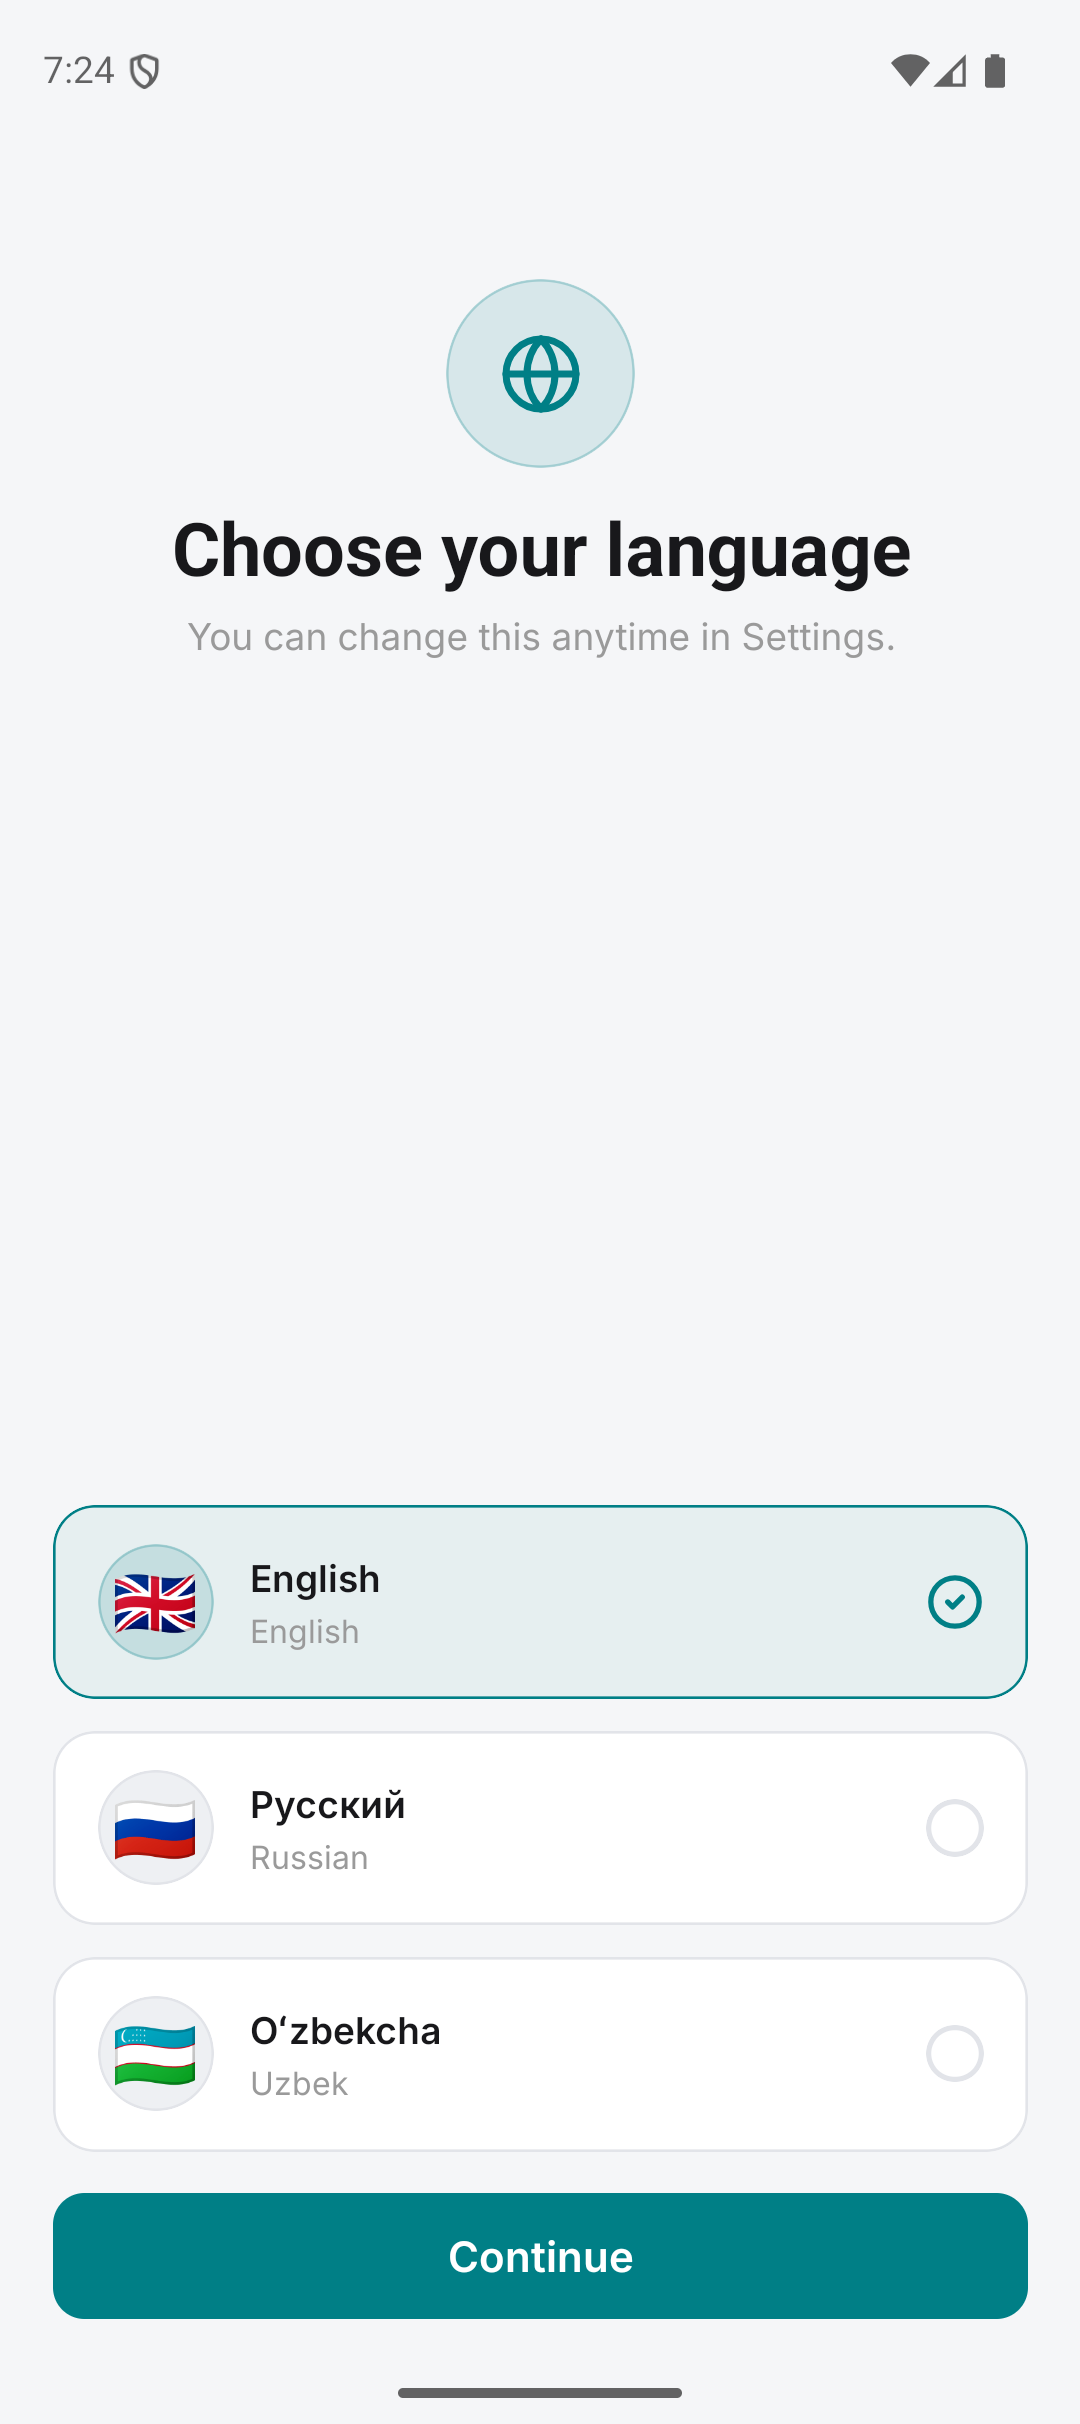 7:24
Choose your language
You can change this anytime in Settings.
English
English
Русский
Russian
Oʻzbekcha
Uzbek
Continue